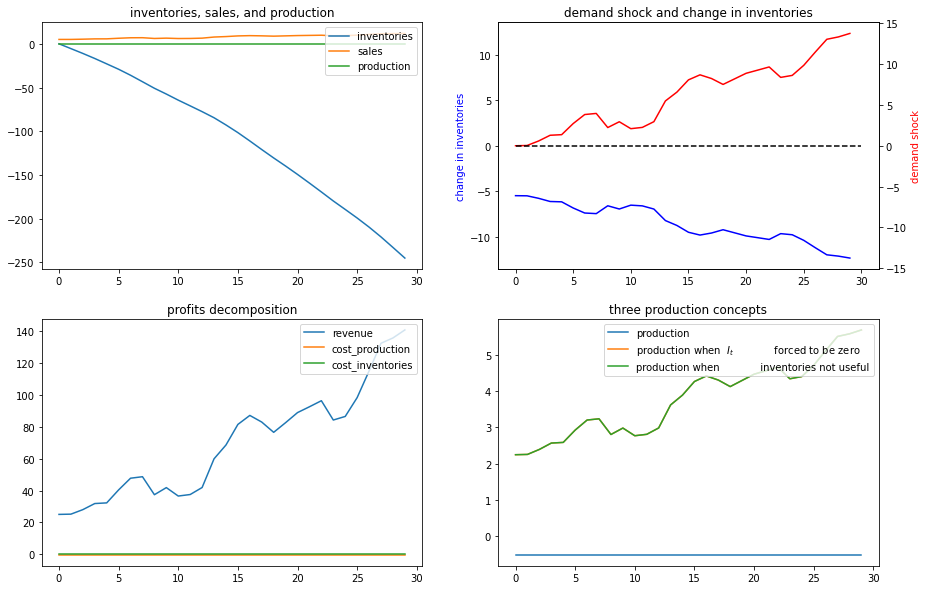 inventories, sales, and production
inventories
sales
production
0
−50
−100
−150
−200
−250
0 5 10 15 20 25 30
demand shock and change in inventories
change in inventories
10
5
0
−5
−10
15
10
5
0
−5
−10
−15
demand shock
0 5 10 15 20 25 30
profits decomposition
revenue
cost_production
cost_inventories
140
120
100
80
60
40
20
0
0 5 10 15 20 25 30
three production concepts
production
production when I_t forced to be zero
production when inventories not useful
5
4
3
2
1
0
0 5 10 15 20 25 30